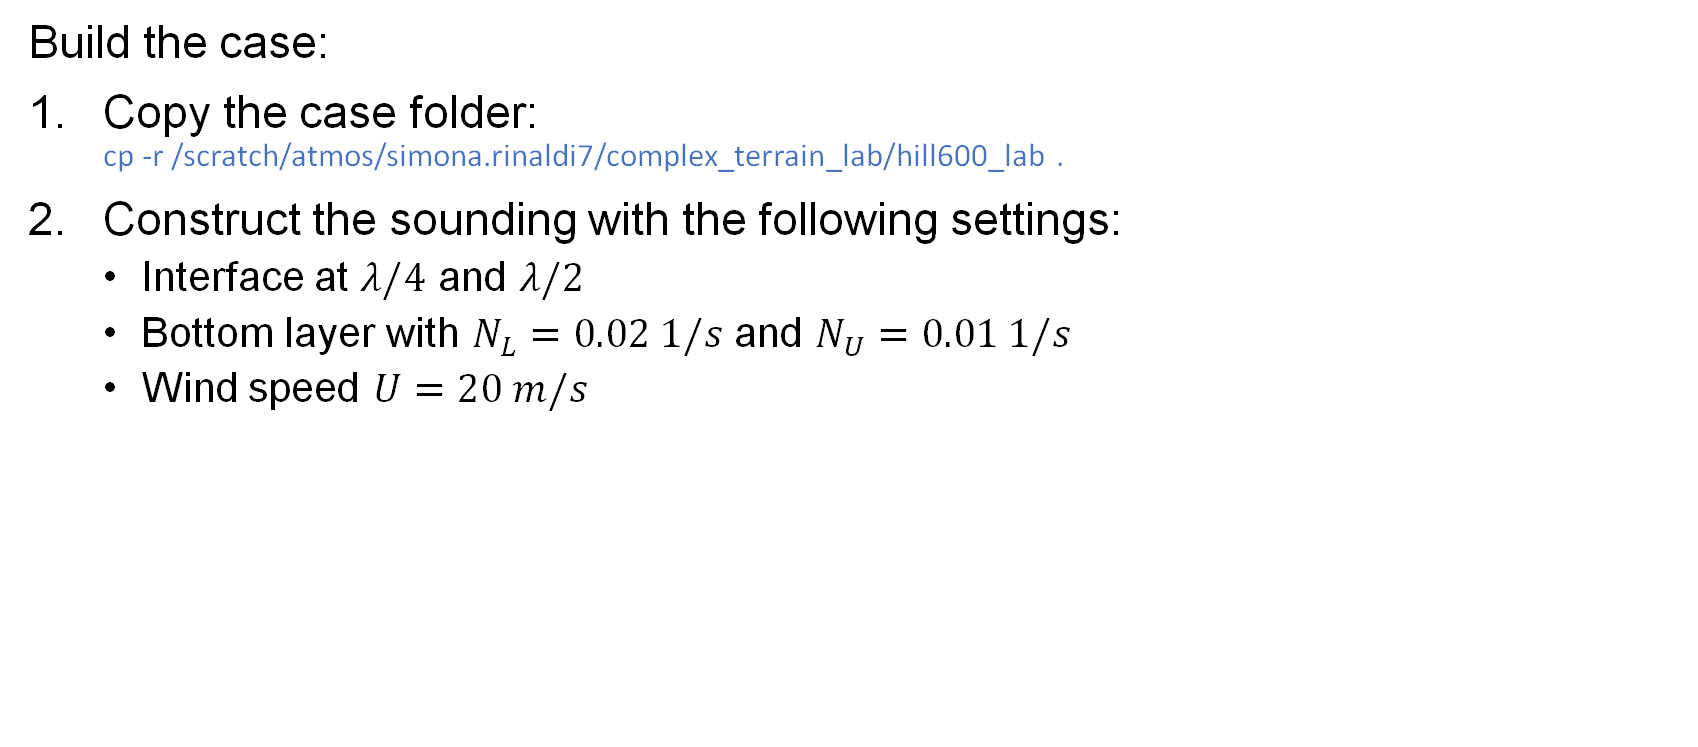 Build the case:
1. Copy the case folder:
cp -r /scratch/atmos/simona.rinaldi7/complex_terrain_lab/hill600_lab .
2. Construct the sounding with the following settings:
• Interface at 𝜆/4 and 𝜆/2
• Bottom layer with 𝑁_𝐿 = 0.02 1/𝑠 and 𝑁_𝑈 = 0.01 1/𝑠
• Wind speed 𝑈 = 20 𝑚/𝑠